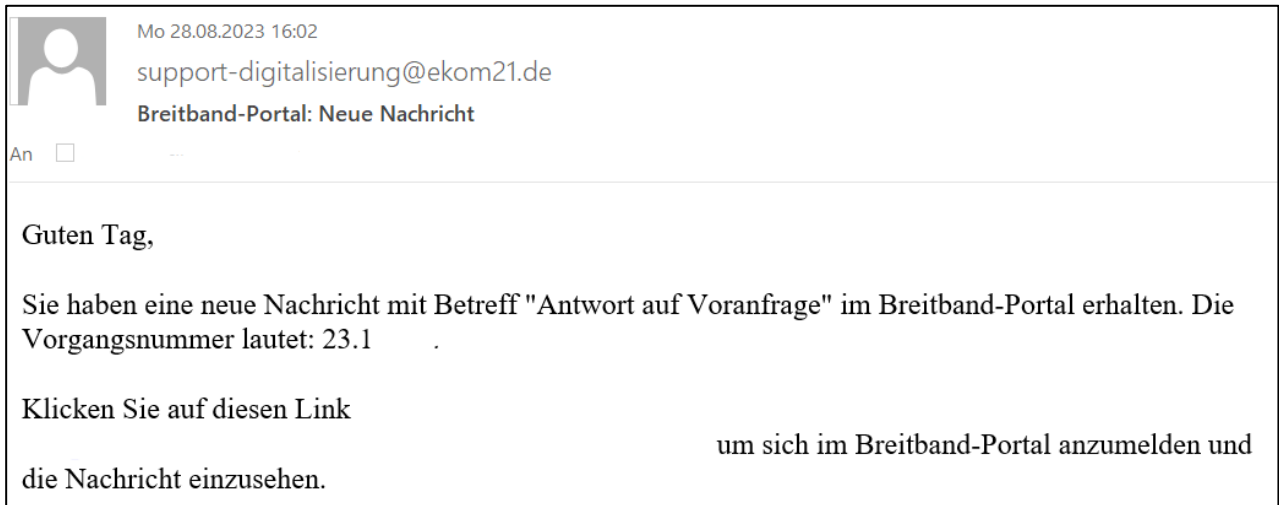 Mo 28.08.2023 16:02
support-digitalisierung@ekom21.de
Breitband-Portal: Neue Nachricht
An
Guten Tag,
Sie haben eine neue Nachricht mit Betreff "Antwort auf Voranfrage" im Breitband-Portal erhalten. Die
Vorgangsnummer lautet: 23.1 .
Klicken Sie auf diesen Link
um sich im Breitband-Portal anzumelden und
die Nachricht einzusehen.